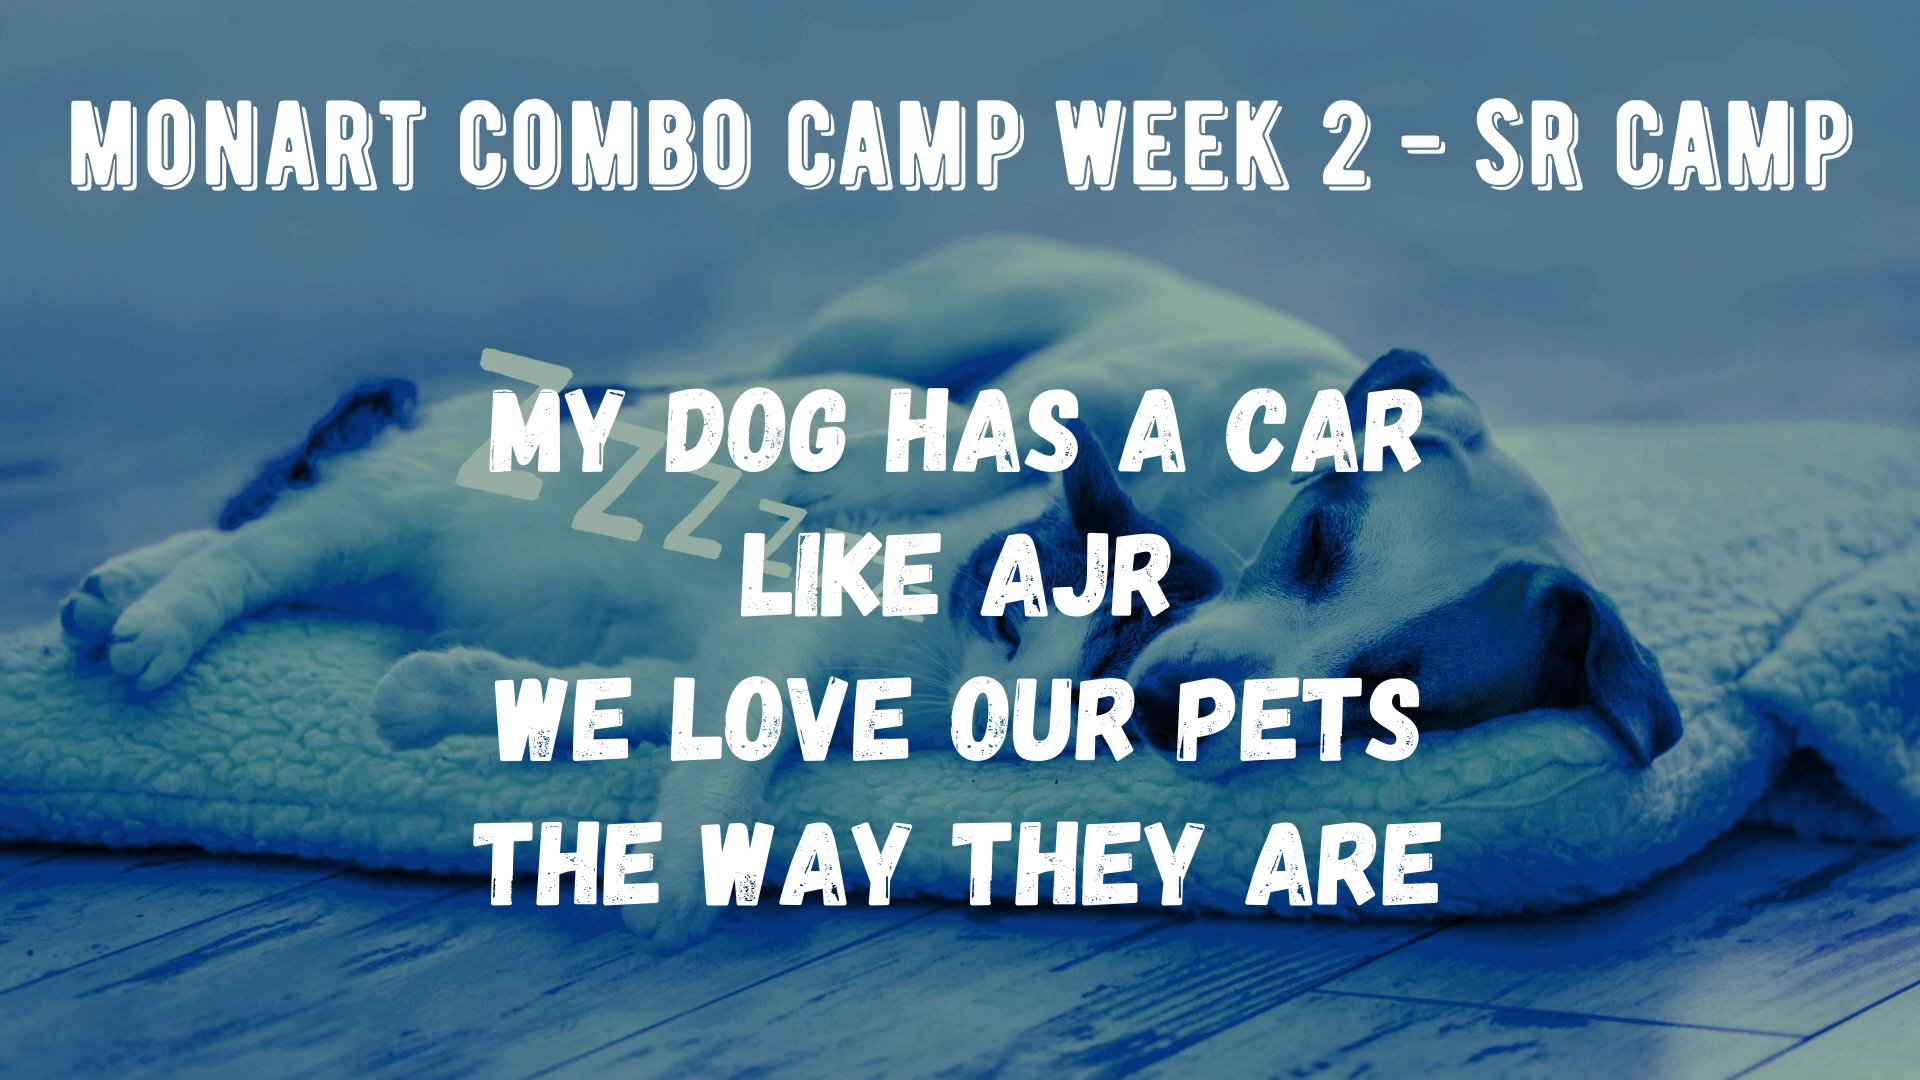 MONART COMBO CAMP WEEK 2 - SR CAMP
MY DOG HAS A CAR
LIKE AJR
WE LOVE OUR PETS
THE WAY THEY ARE
ZZZZZZZ